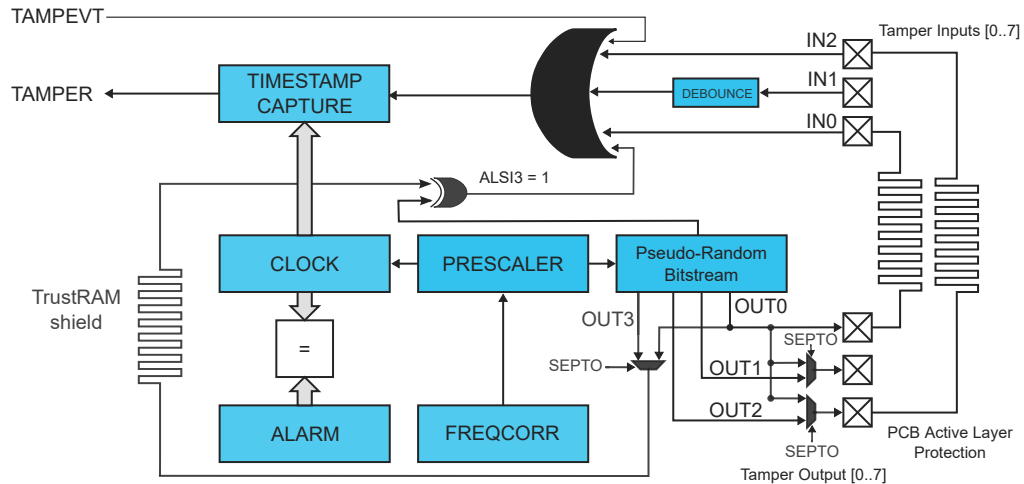 TAMPEVT
Tamper Inputs [0..7]
IN2
TIMESTAMP
CAPTURE
TAMPER
DEBOUNCE
IN1
IN0
ALSI3 = 1
CLOCK
PRESCALER
Pseudo-Random
Bitstream
TrustRAM
shield
OUT3
OUT0
SEPTO
=
SEPTO
OUT1
OUT2
ALARM
FREQCORR
SEPTO
PCB Active Layer
Protection
Tamper Output [0..7]